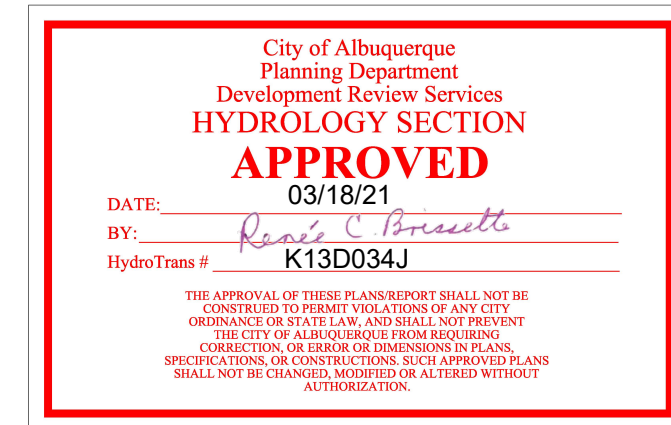 City of Albuquerque
Planning Department
Development Review Services
HYDROLOGY SECTION
APPROVED
DATE: 03/18/21
BY: Renée C. Brissette
HydroTrans # K13D034J
THE APPROVAL OF THESE PLANS/REPORT SHALL NOT BE
CONSTRUED TO PERMIT VIOLATIONS OF ANY CITY
ORDINANCE OR STATE LAW, AND SHALL NOT PREVENT
THE CITY OF ALBUQUERQUE FROM REQUIRING
CORRECTION, OR ERROR OR DIMENSIONS IN PLANS,
SPECIFICATIONS, OR CONSTRUCTIONS. SUCH APPROVED PLANS
SHALL NOT BE CHANGED, MODIFIED OR ALTERED WITHOUT
AUTHORIZATION.